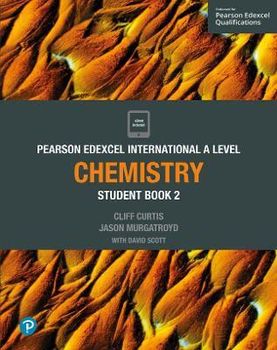 Pearson Edexcel
Qualifications
PEARSON EDEXCEL INTERNATIONAL A LEVEL
CHEMISTRY
STUDENT BOOK 2
CLIFF CURTIS
JASON MURGATROYD
WITH DAVID SCOTT